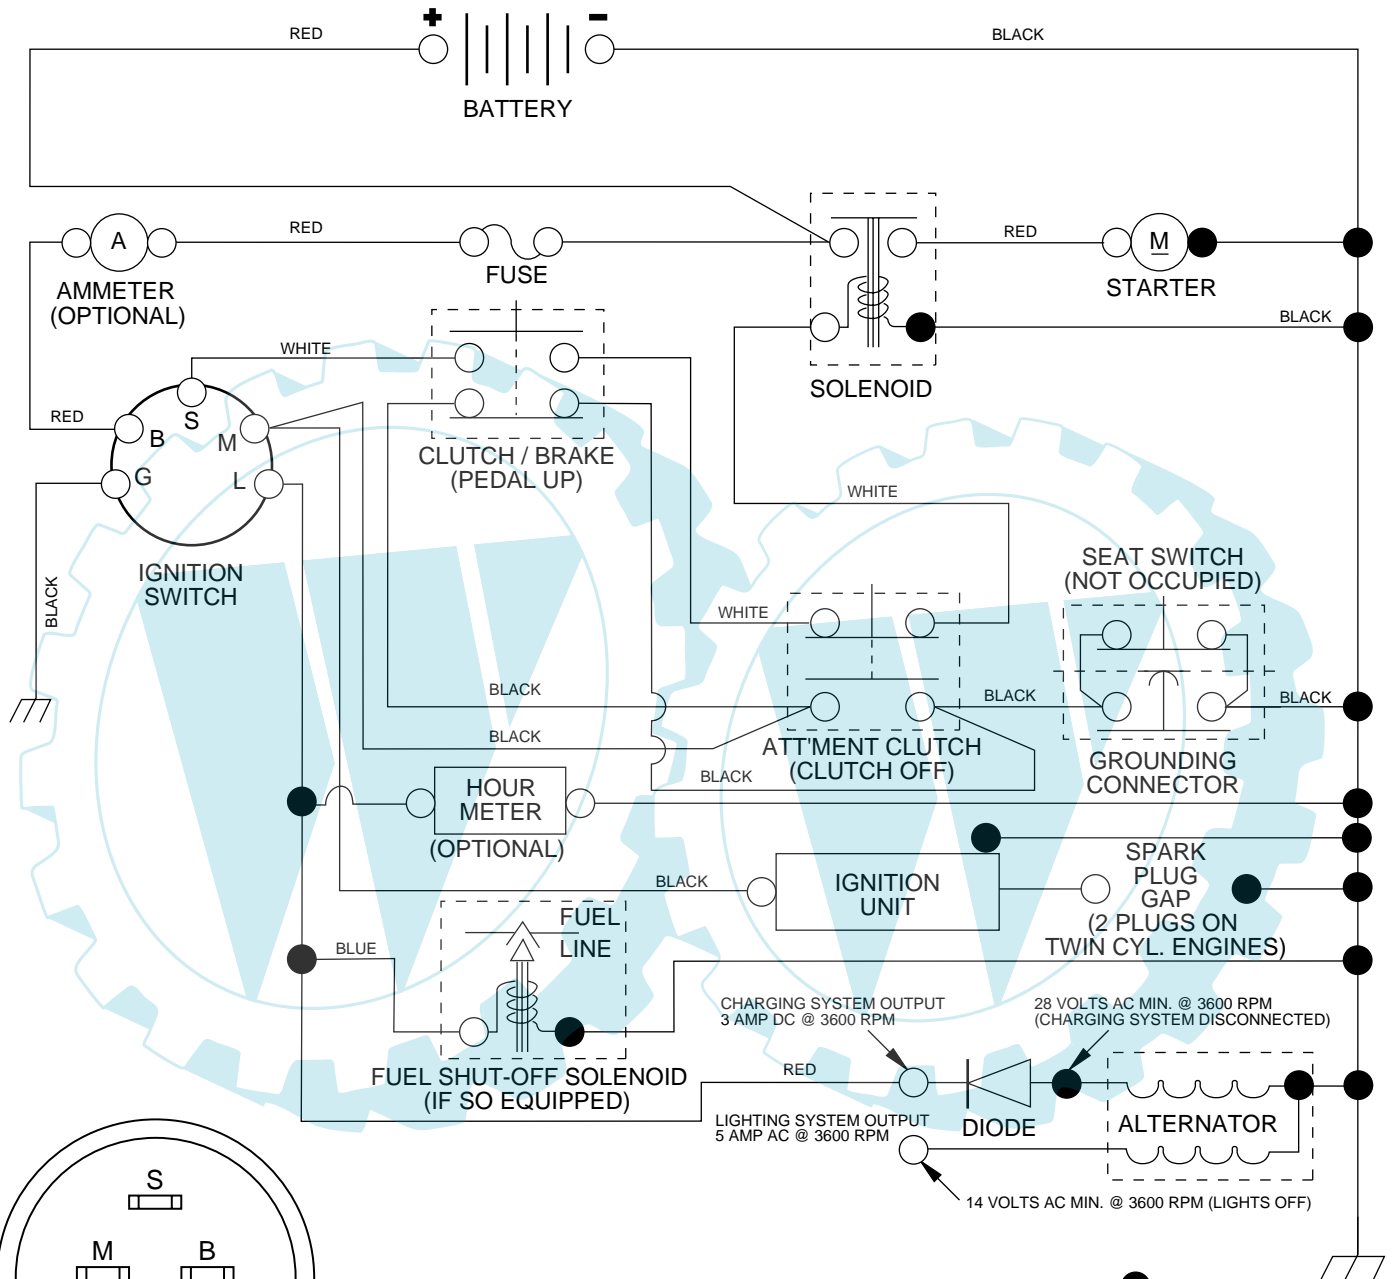 + -
RED
BLACK
BATTERY
A
RED
FUSE
RED
M
STARTER
AMMETER
(OPTIONAL)
BLACK
SOLENOID
WHITE
RED
S
B
M
G
L
CLUTCH / BRAKE
(PEDAL UP)
WHITE
IGNITION
SWITCH
BLACK
SEAT SWITCH
(NOT OCCUPIED)
WHITE
BLACK
BLACK
BLACK
BLACK
ATT'MENT CLUTCH
(CLUTCH OFF)
BLACK
GROUNDING
CONNECTOR
HOUR
METER
(OPTIONAL)
BLACK
IGNITION
UNIT
SPARK
PLUG
GAP
(2 PLUGS ON
TWIN CYL. ENGINES)
FUEL
LINE
BLUE
FUEL SHUT-OFF SOLENOID
(IF SO EQUIPPED)
CHARGING SYSTEM OUTPUT
3 AMP DC @ 3600 RPM
28 VOLTS AC MIN. @ 3600 RPM
(CHARGING SYSTEM DISCONNECTED)
RED
LIGHTING SYSTEM OUTPUT
5 AMP AC @ 3600 RPM
DIODE
ALTERNATOR
14 VOLTS AC MIN. @ 3600 RPM (LIGHTS OFF)
S
M
B